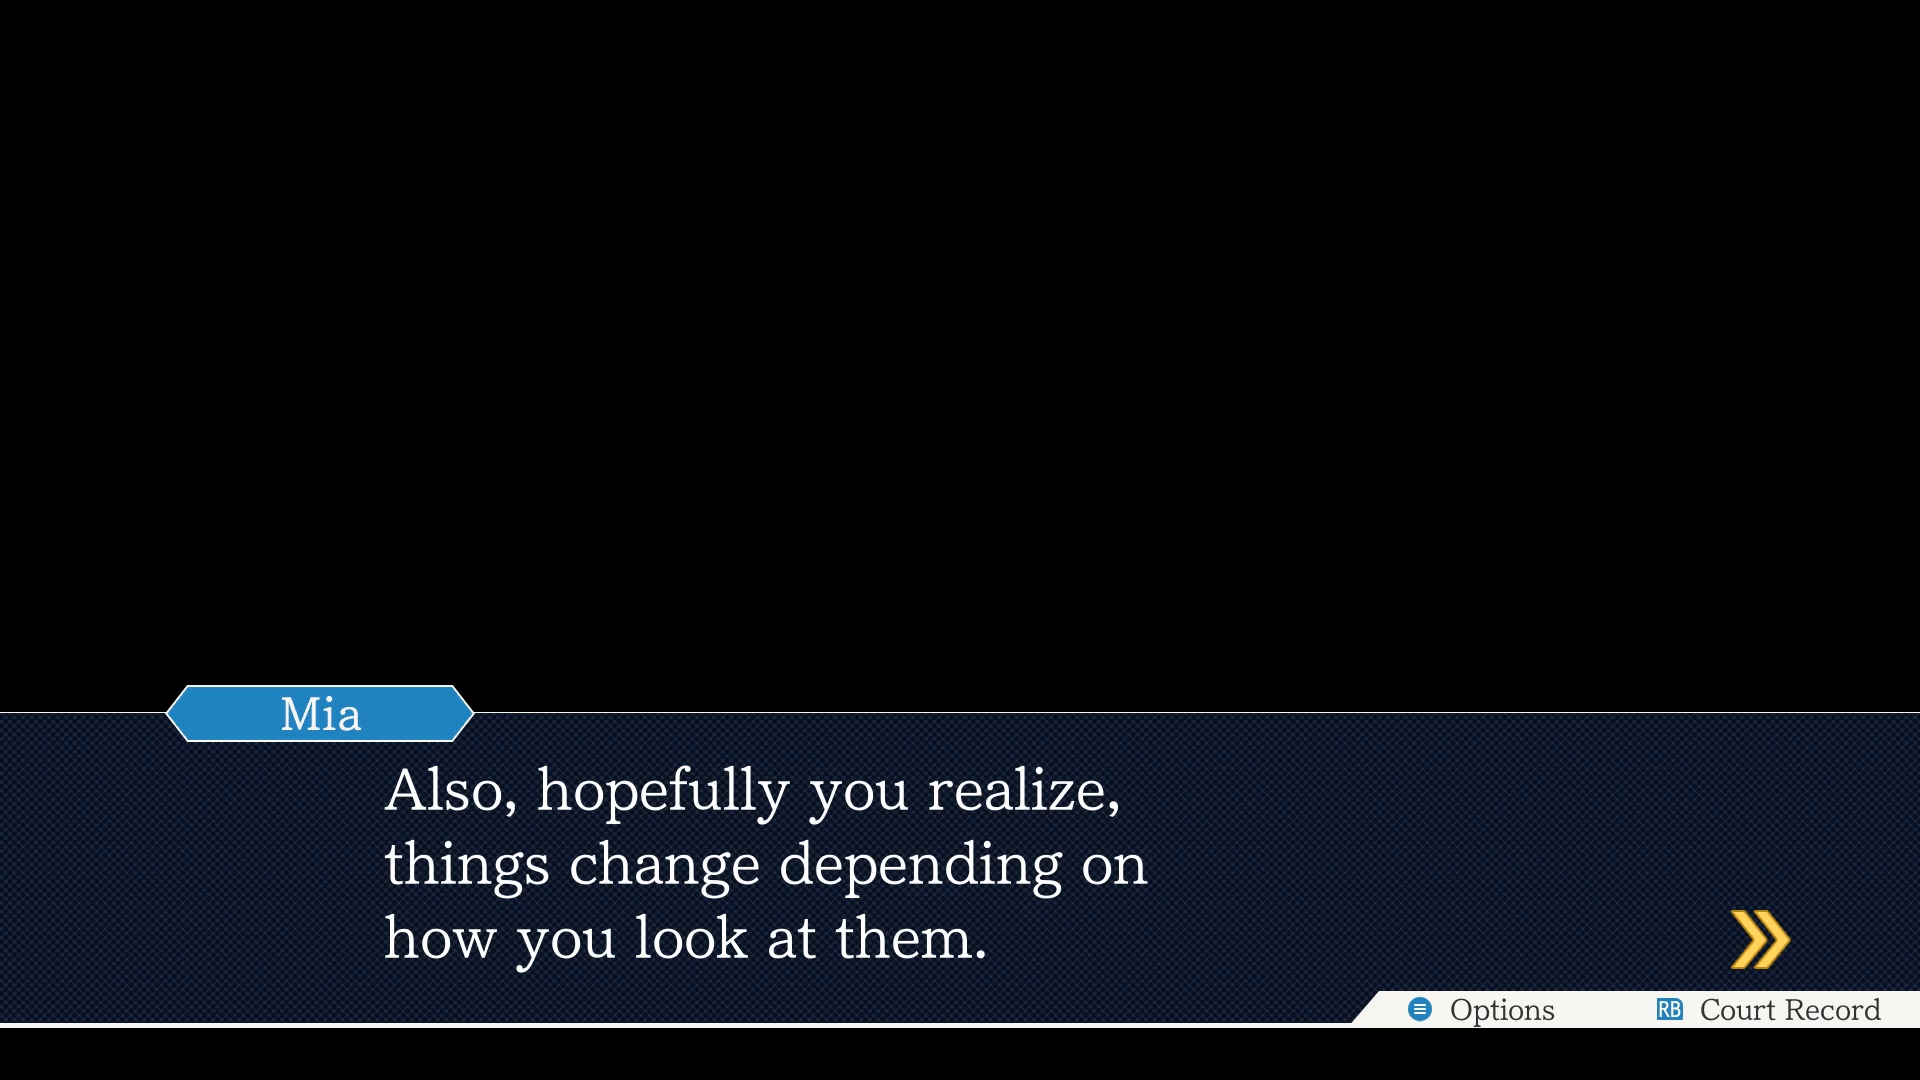 Mia
Also, hopefully you realize,
things change depending on
how you look at them.
Options
RB Court Record